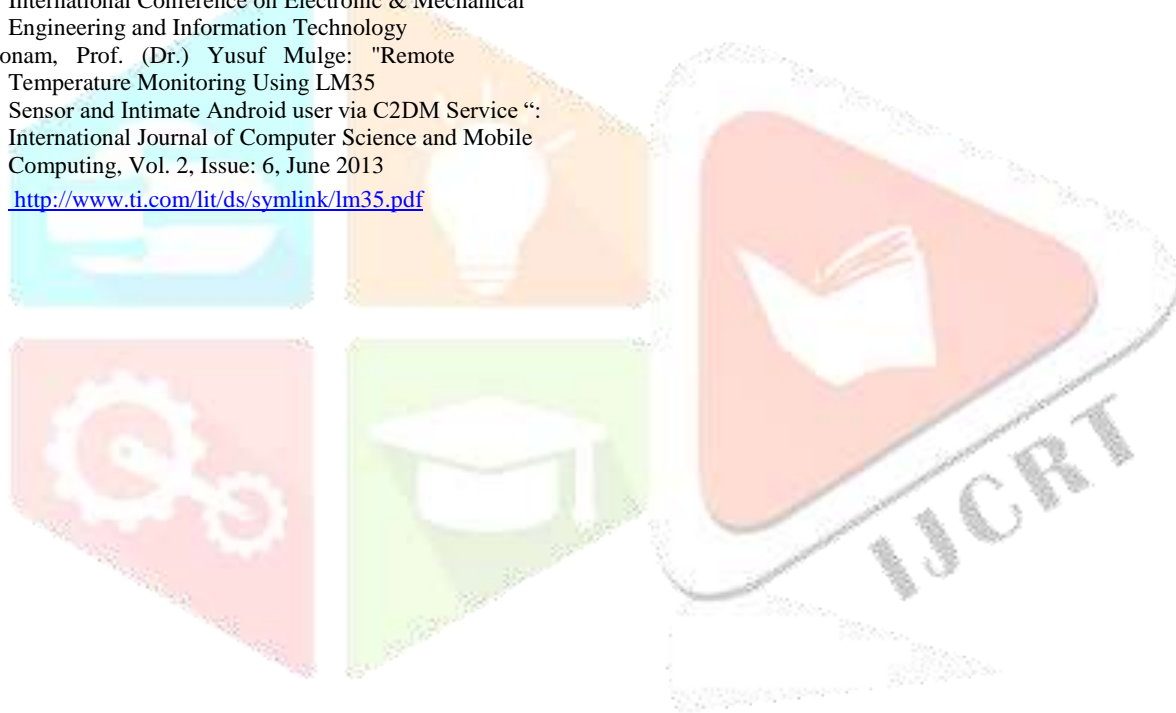 International Conference on Electronic & Mechanical
Engineering and Information Technology
onam, Prof. (Dr.) Yusuf Mulge: "Remote
Temperature Monitoring Using LM35
Sensor and Intimate Android user via C2DM Service “:
International Journal of Computer Science and Mobile
Computing, Vol. 2, Issue: 6, June 2013
http://www.ti.com/lit/ds/symlink/lm35.pdf
IJCRT